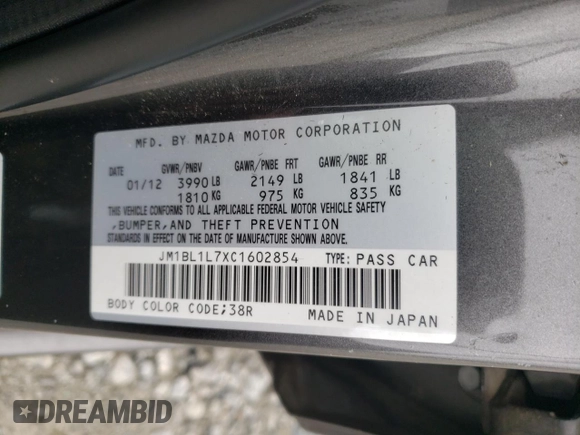 MFD. BY MAZDA MOTOR CORPORATION
DATE GVWR/PNBV GAWR/PNBE FRT GAWR/PNBE RR
01/12 3990 LB 2149 LB 1841 LB
1810 KG 975 KG 835 KG
THIS VEHICLE CONFORMS TO ALL APPLICABLE FEDERAL MOTOR VEHICLE SAFETY
,BUMPER,AND THEFT PREVENTION
STANDARDS IN EFFECT ON THE DATE OF MANUFACTURE SHOWN ABOVE.
JM1BL1L7XC1602854 TYPE: PASS CAR
BODY COLOR CODE;38R MADE IN JAPAN
DREAMBID